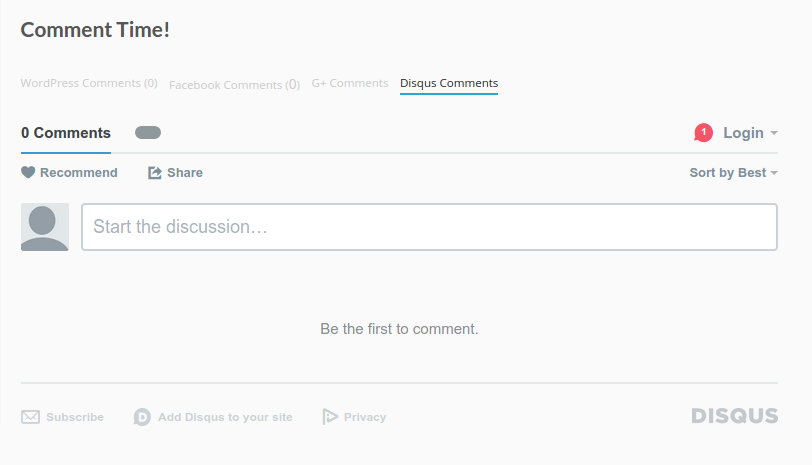 Comment Time!
WordPress Comments (0) Facebook Comments (0) G+ Comments Disqus Comments
0 Comments 1 Login
Recommend Share Sort by Best
Start the discussion…
Be the first to comment.
Subscribe D Add Disqus to your site Privacy DISQUS